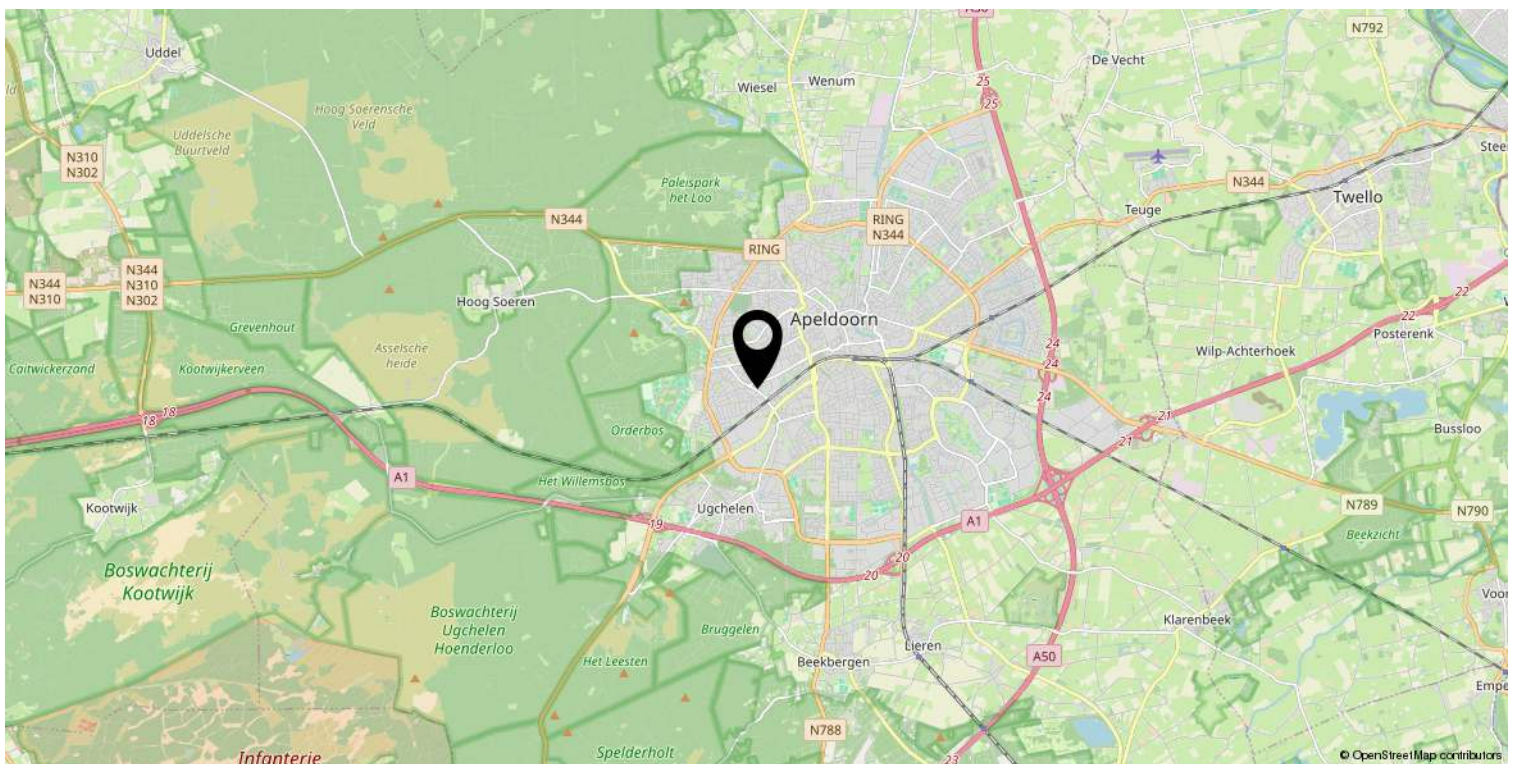 N792
Uddel
De Vecht
Wenum
Wiesel
25
25
Hoog Soerensche
Veld
Uddelsche
Buurtveld
N310
N302
Paleispark
het Loo
N344
Twello
Teuge
N344
RING
N344
RING
N344
N310
N344
N310
N302
Hoog Soeren
22
22
Apeldoorn
Grevenhout
Posterenk
Asselsche
heide
24
24
24
Wilp-Achterhoek
Caitwickerzand
Kootwijkerveen
18
18
21
21
Orderbos
Bussloo
A1
Het Willemsbos
Kootwijk
Ugchelen
19
A1
N789
N790
Beekzicht
20
20
Boswachterij
Kootwijk
Boswachterij
Ugchelen
Hoenderloo
Bruggelen
Klarenbeek
Het Leesten
Beekbergen
Lieren
A50
N788
Spelderholt
23
Infanterie
© OpenStreetMap contributors